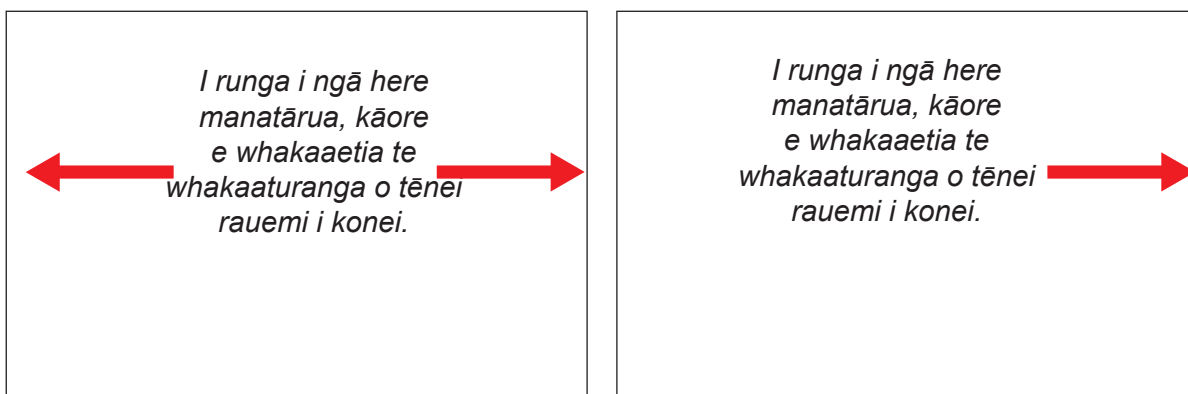 I runga i ngā here
manatārua, kāore
e whakaaetia te
whakaaturanga o tēnei
rauemi i konei.
I runga i ngā here
manatārua, kāore
e whakaaetia te
whakaaturanga o tēnei
rauemi i konei.